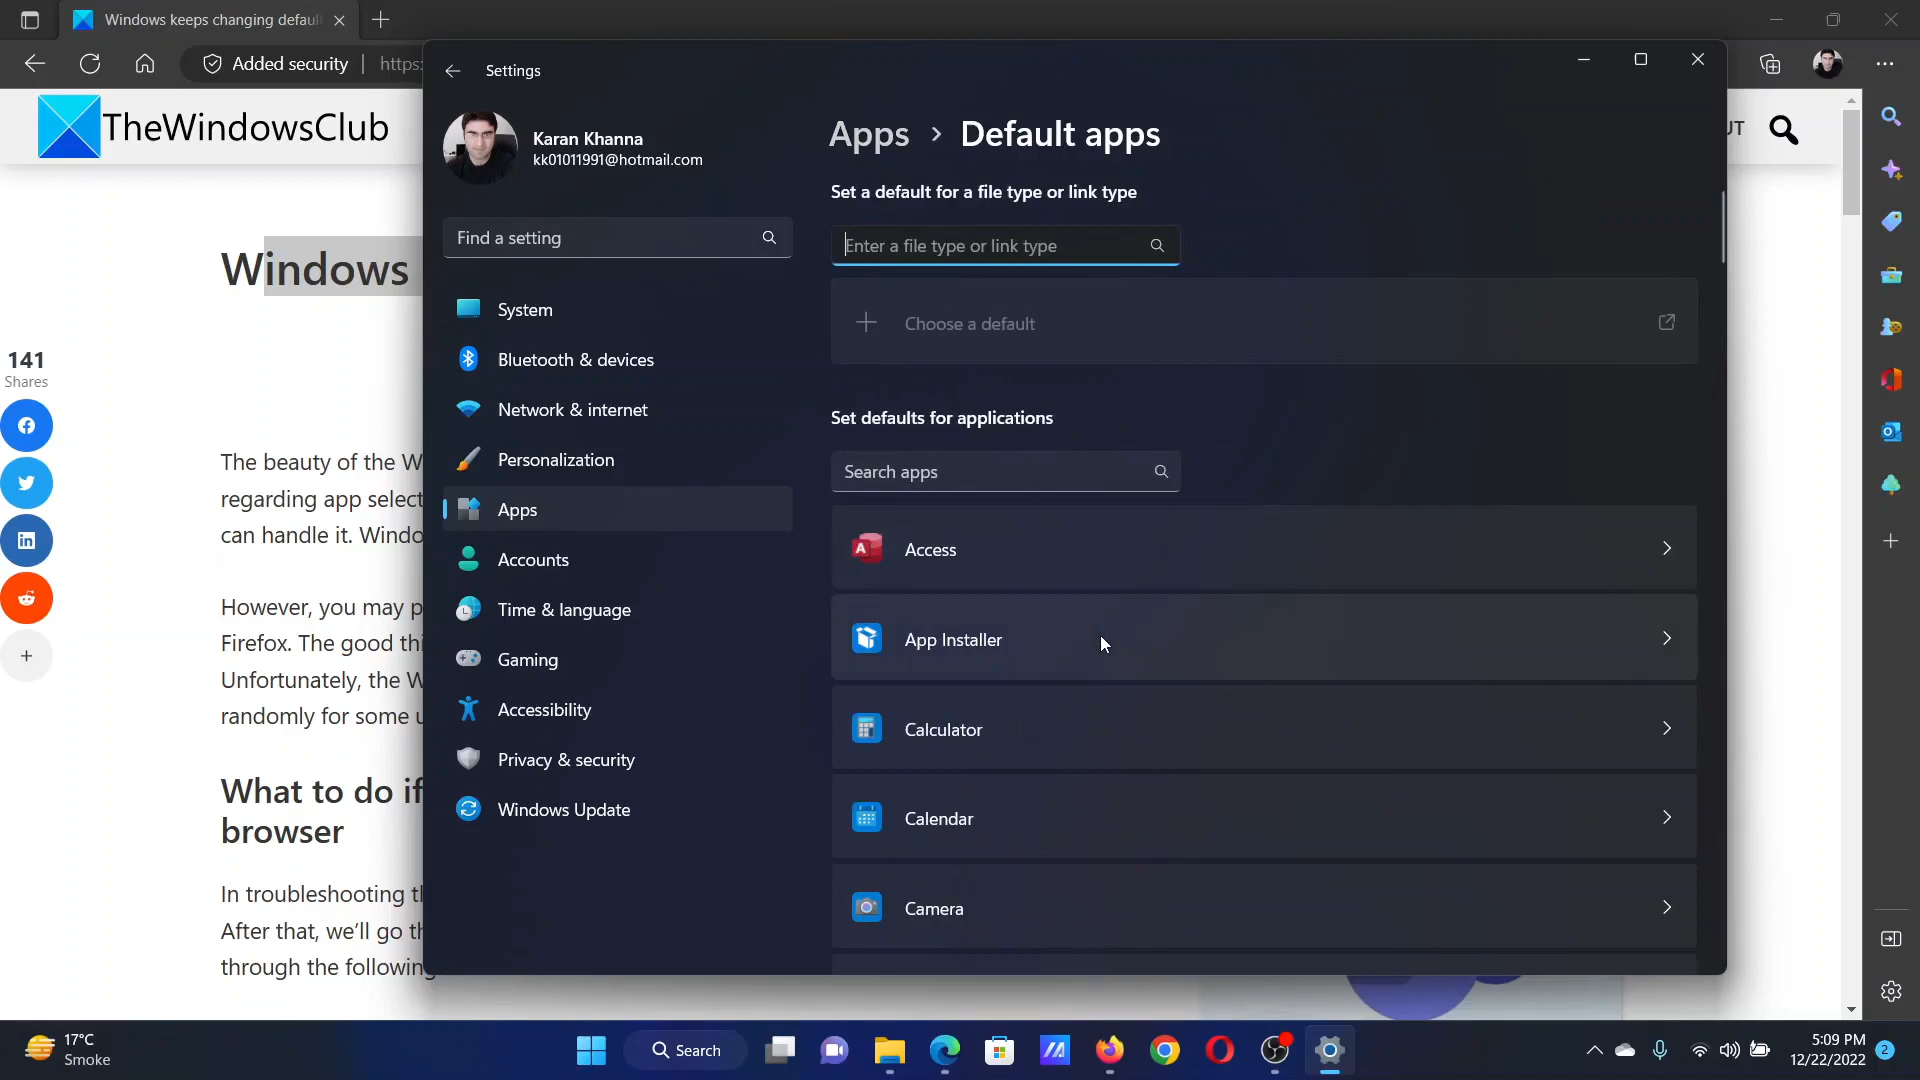 Windows keeps changing defaul
Added security
https:
TheWindowsClub
UT
Windows
141
Shares
The beauty of the W
regarding app select
can handle it. Windo
However, you may p
Firefox. The good thi
Unfortunately, the W
randomly for some u
What to do if
browser
In troubleshooting th
After that, we'll go th
through the following
Settings
Karan Khanna
kk01011991@hotmail.com
Find a setting
System
Bluetooth & devices
Network & internet
Personalization
Apps
Accounts
Time & language
Gaming
Accessibility
Privacy & security
Windows Update
Apps > Default apps
Set a default for a file type or link type
Enter a file type or link type
Choose a default
Set defaults for applications
Search apps
Access
App Installer
Calculator
Calendar
Camera
17°C
Smoke
Search
5:09 PM
12/22/2022
2